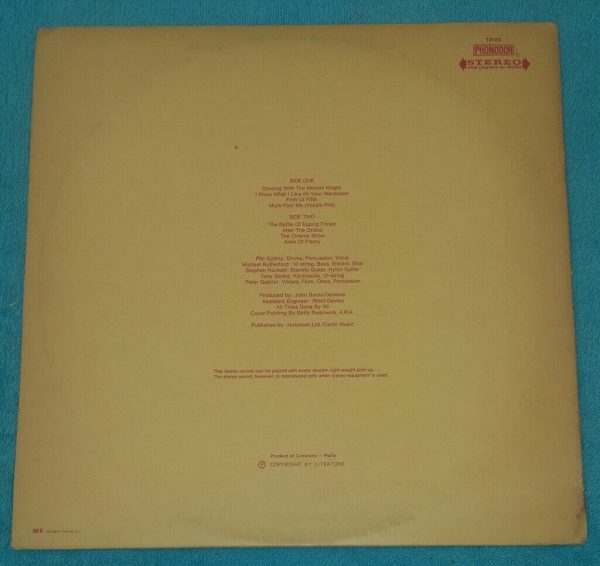 13188
PHONODOR
STEREO
also playable on mono
SIDE ONE
Dancing With The Moonlit Knight
I Know What I Like (In Your Wardrobe)
Firth Of Fifth
More Fool Me (Vocals Phil)
SIDE TWO
The Battle Of Epping Forest
After The Ordeal
The Cinema Show
Aisle Of Plenty
Phil Collins: Drums, Percussion, Vocal
Michael Rutherford: 12-string, Bass, Electric Sitar
Stephen Hackett: Electric Guitar, Nylon Guitar
Tony Banks: Keyboards, 12-string
Peter Gabriel: Vocals, Flute, Oboe, Percussion
Produced by: John Burns/Genesis
Assistant Engineer: Rhett Davies
All Titles Done By All
Cover Painting By Betty Swanwick, A.R.A.
Published by: Notebest Ltd./Carlin Music
This stereo record can be played with every modern light-weight pick-up.
The stereo sound, however, is reproduced only when stereo-equipment is used
Product of Litratone – Haifa
Ⓟ COPYRIGHT BY LITRATONE